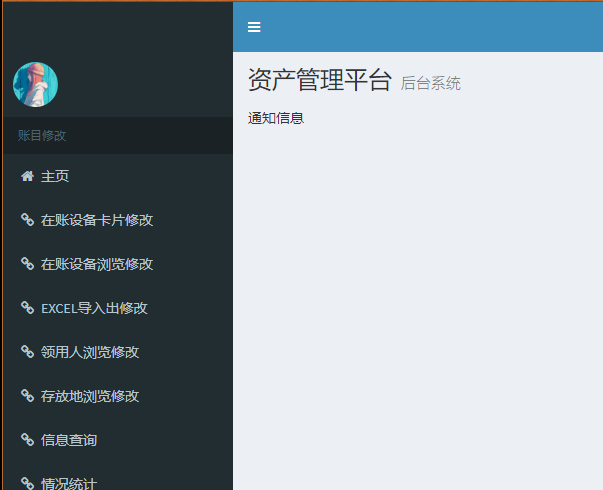 资产管理平台 后台系统
通知信息
账目修改
主页
在账设备卡片修改
在账设备浏览修改
EXCEL导入出修改
领用人浏览修改
存放地浏览修改
信息查询
情况统计